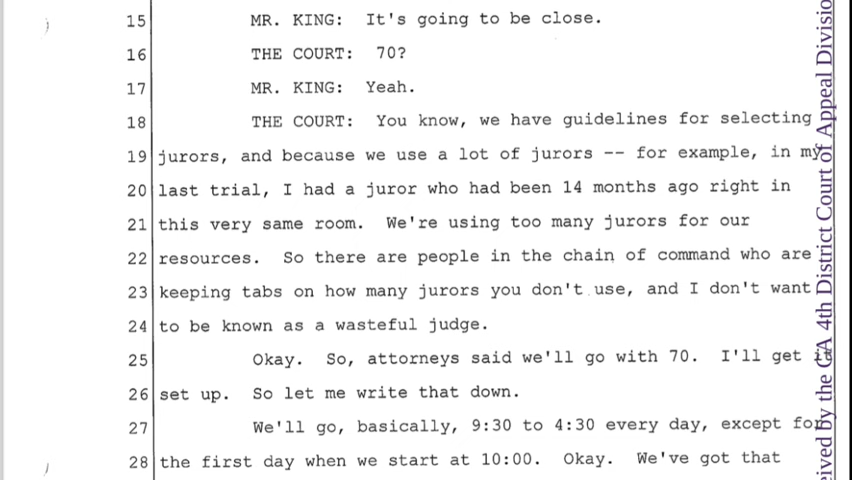 15 MR. KING: It's going to be close.
16 THE COURT: 70?
17 MR. KING: Yeah.
18 THE COURT: You know, we have guidelines for selecting
19 jurors, and because we use a lot of jurors -- for example, in my
20 last trial, I had a juror who had been 14 months ago right in
21 this very same room. We're using too many jurors for our
22 resources. So there are people in the chain of command who are
23 keeping tabs on how many jurors you don't use, and I don't want
24 to be known as a wasteful judge.
25 Okay. So, attorneys said we'll go with 70. I'll get it
26 set up. So let me write that down.
27 We'll go, basically, 9:30 to 4:30 every day, except for
28 the first day when we start at 10:00. Okay. We've got that
eived by the CA 4th District Court of Appeal Divisio